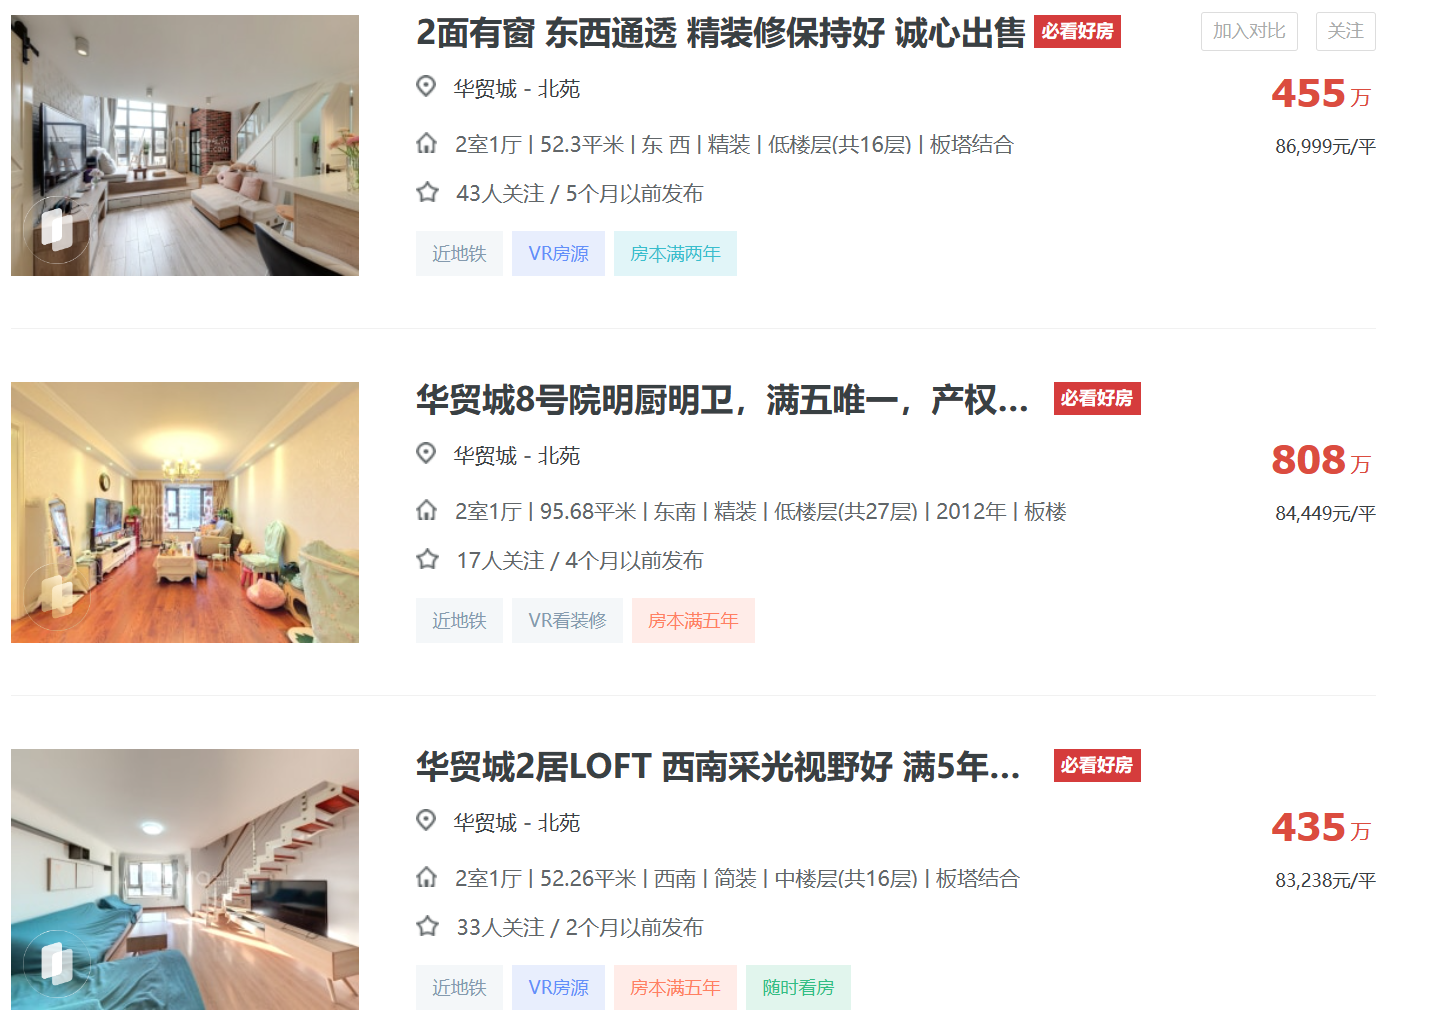 2面有窗 东西通透 精装修保持好 诚心出售 必看好房
加入对比 关注
华贸城 - 北苑
455万
2室1厅 | 52.3平米 | 东 西 | 精装 | 低楼层(共16层) | 板塔结合
86,999元/平
43人关注 / 5个月以前发布
近地铁 VR房源 房本满两年
华贸城8号院明厨明卫，满五唯一，产权... 必看好房
华贸城 - 北苑
808万
2室1厅 | 95.68平米 | 东南 | 精装 | 低楼层(共27层) | 2012年 | 板楼
84,449元/平
17人关注 / 4个月以前发布
近地铁 VR看装修 房本满五年
华贸城2居LOFT 西南采光视野好 满5年... 必看好房
华贸城 - 北苑
435万
2室1厅 | 52.26平米 | 西南 | 简装 | 中楼层(共16层) | 板塔结合
83,238元/平
33人关注 / 2个月以前发布
近地铁 VR房源 房本满五年 随时看房